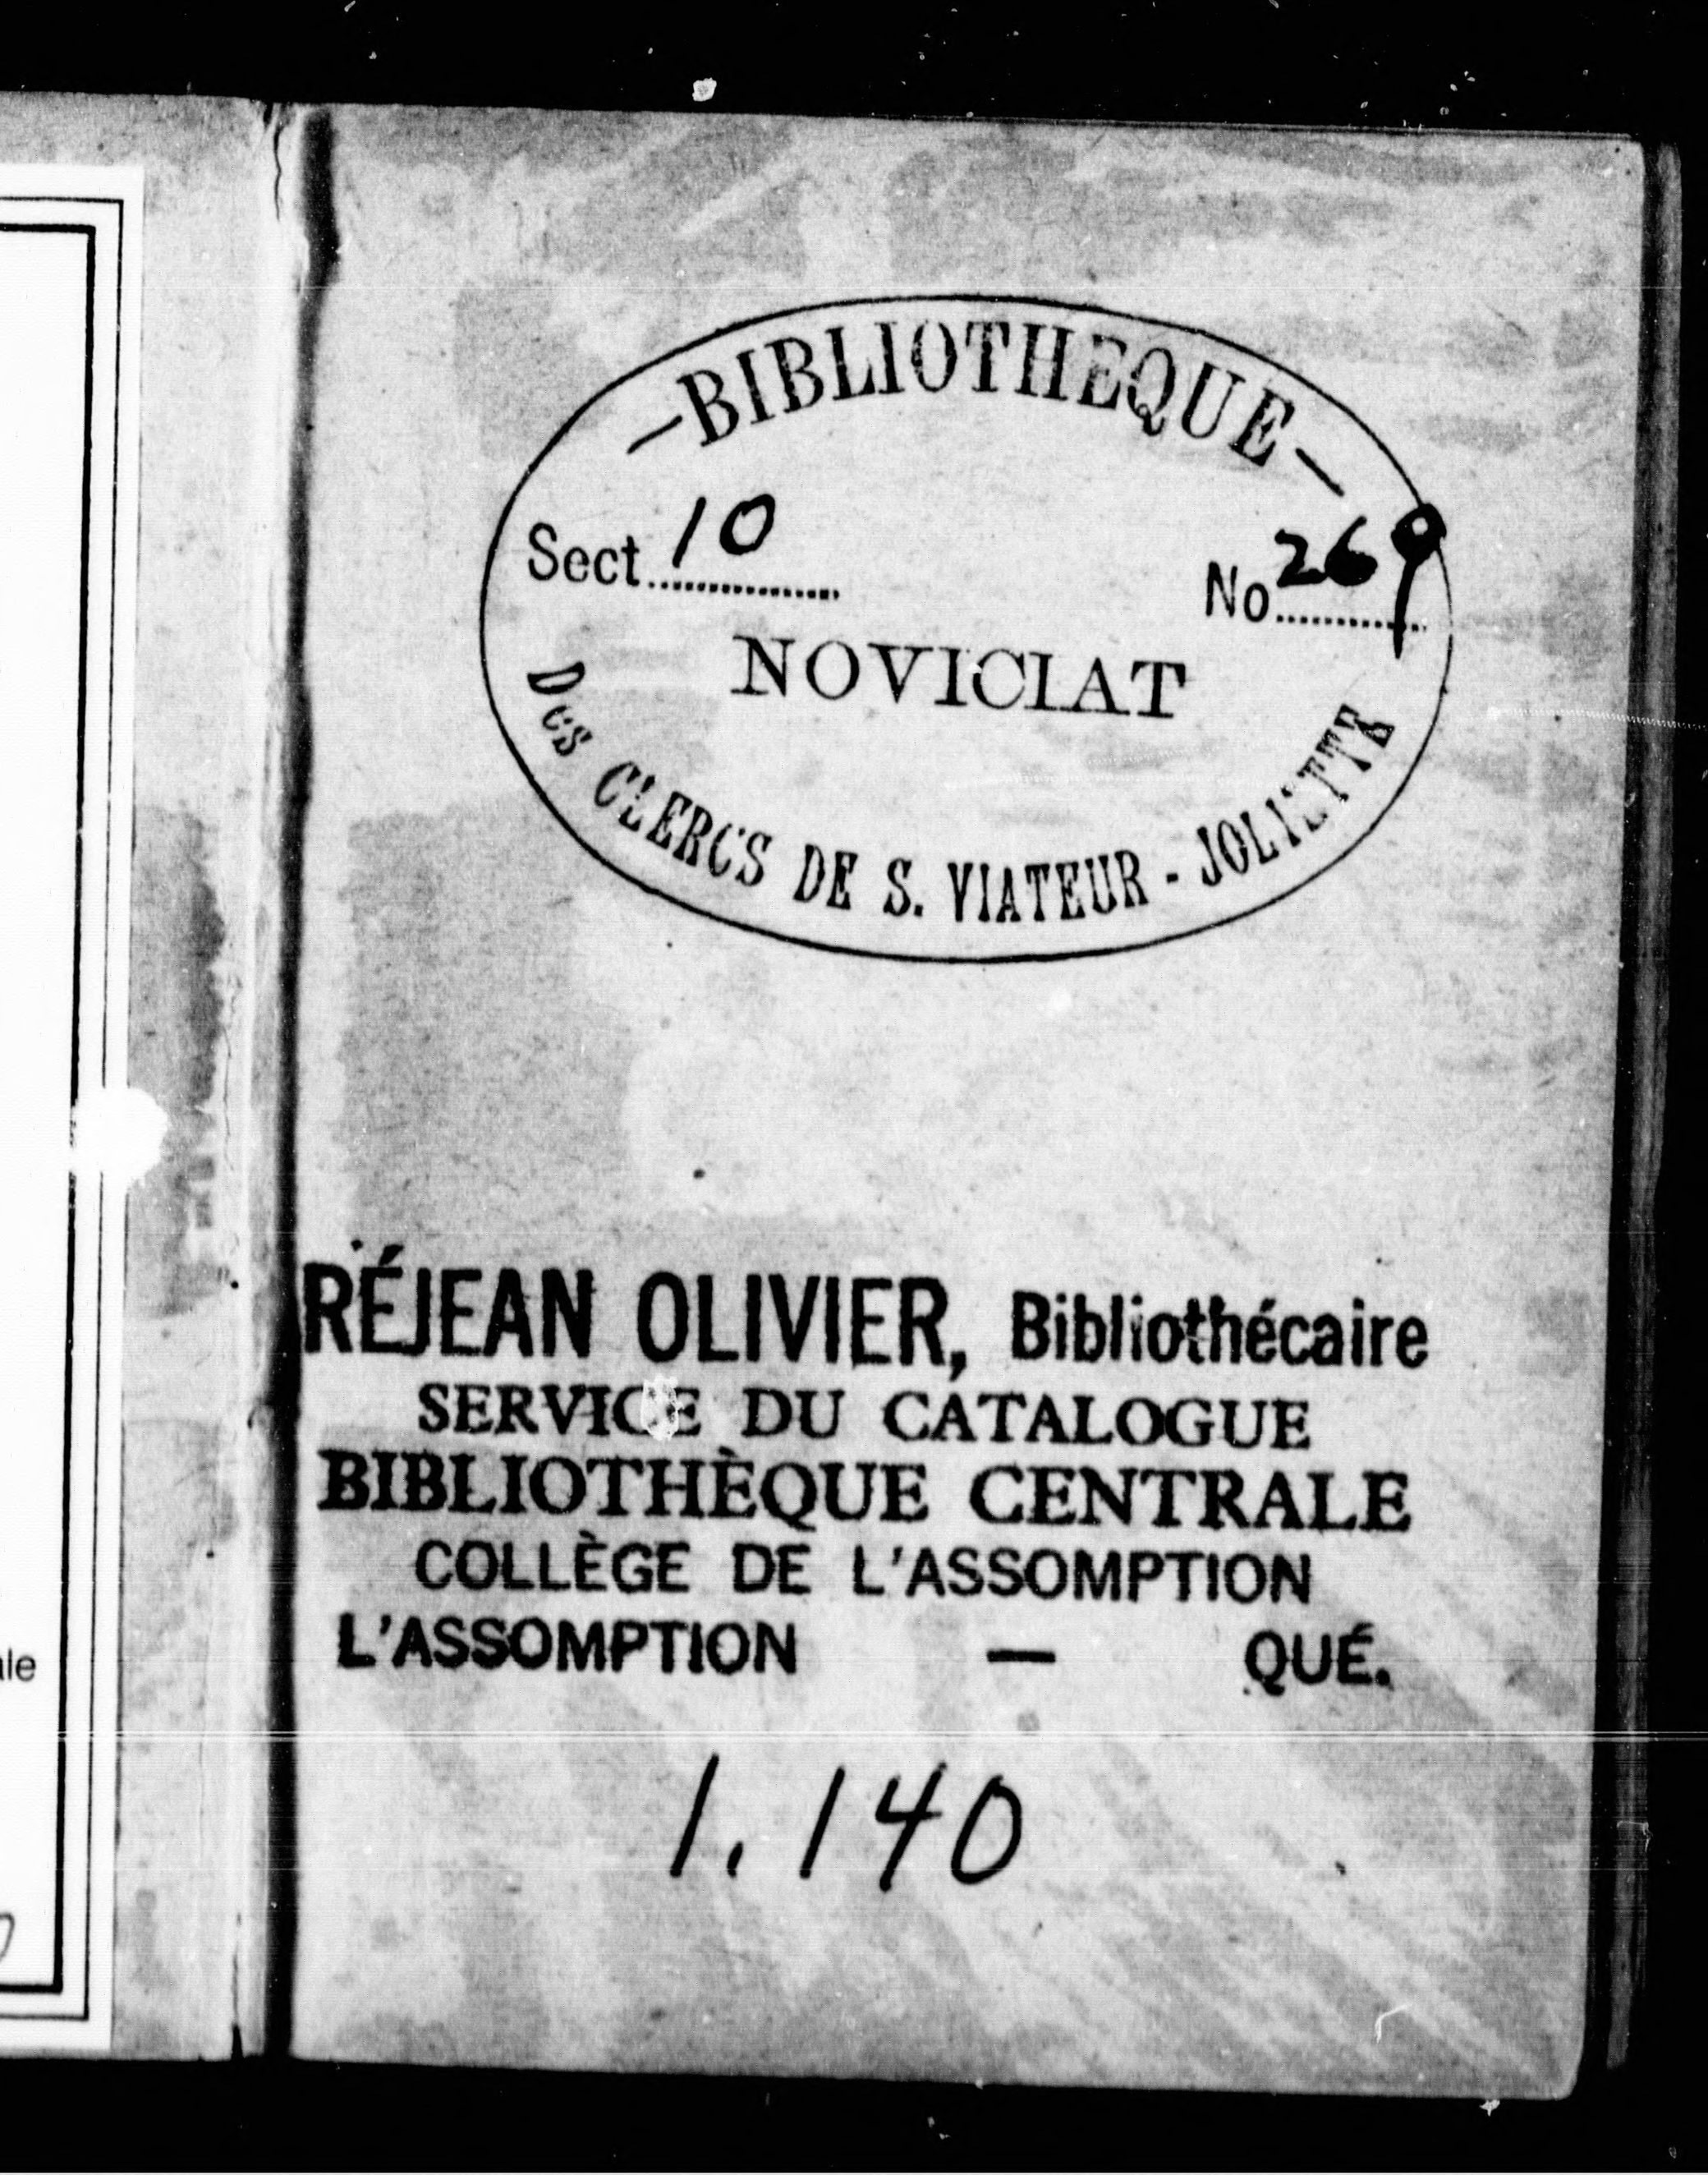 —BIBLIOTHEQUE—
Sect 10 No 269
NOVICIAT
Des CLERCS DE S. VIATEUR - JOLIETTE
RÉJEAN OLIVIER, Bibliothécaire
SERVICE DU CATALOGUE
BIBLIOTHÈQUE CENTRALE
COLLÈGE DE L'ASSOMPTION
L'ASSOMPTION — QUÉ.
1.140